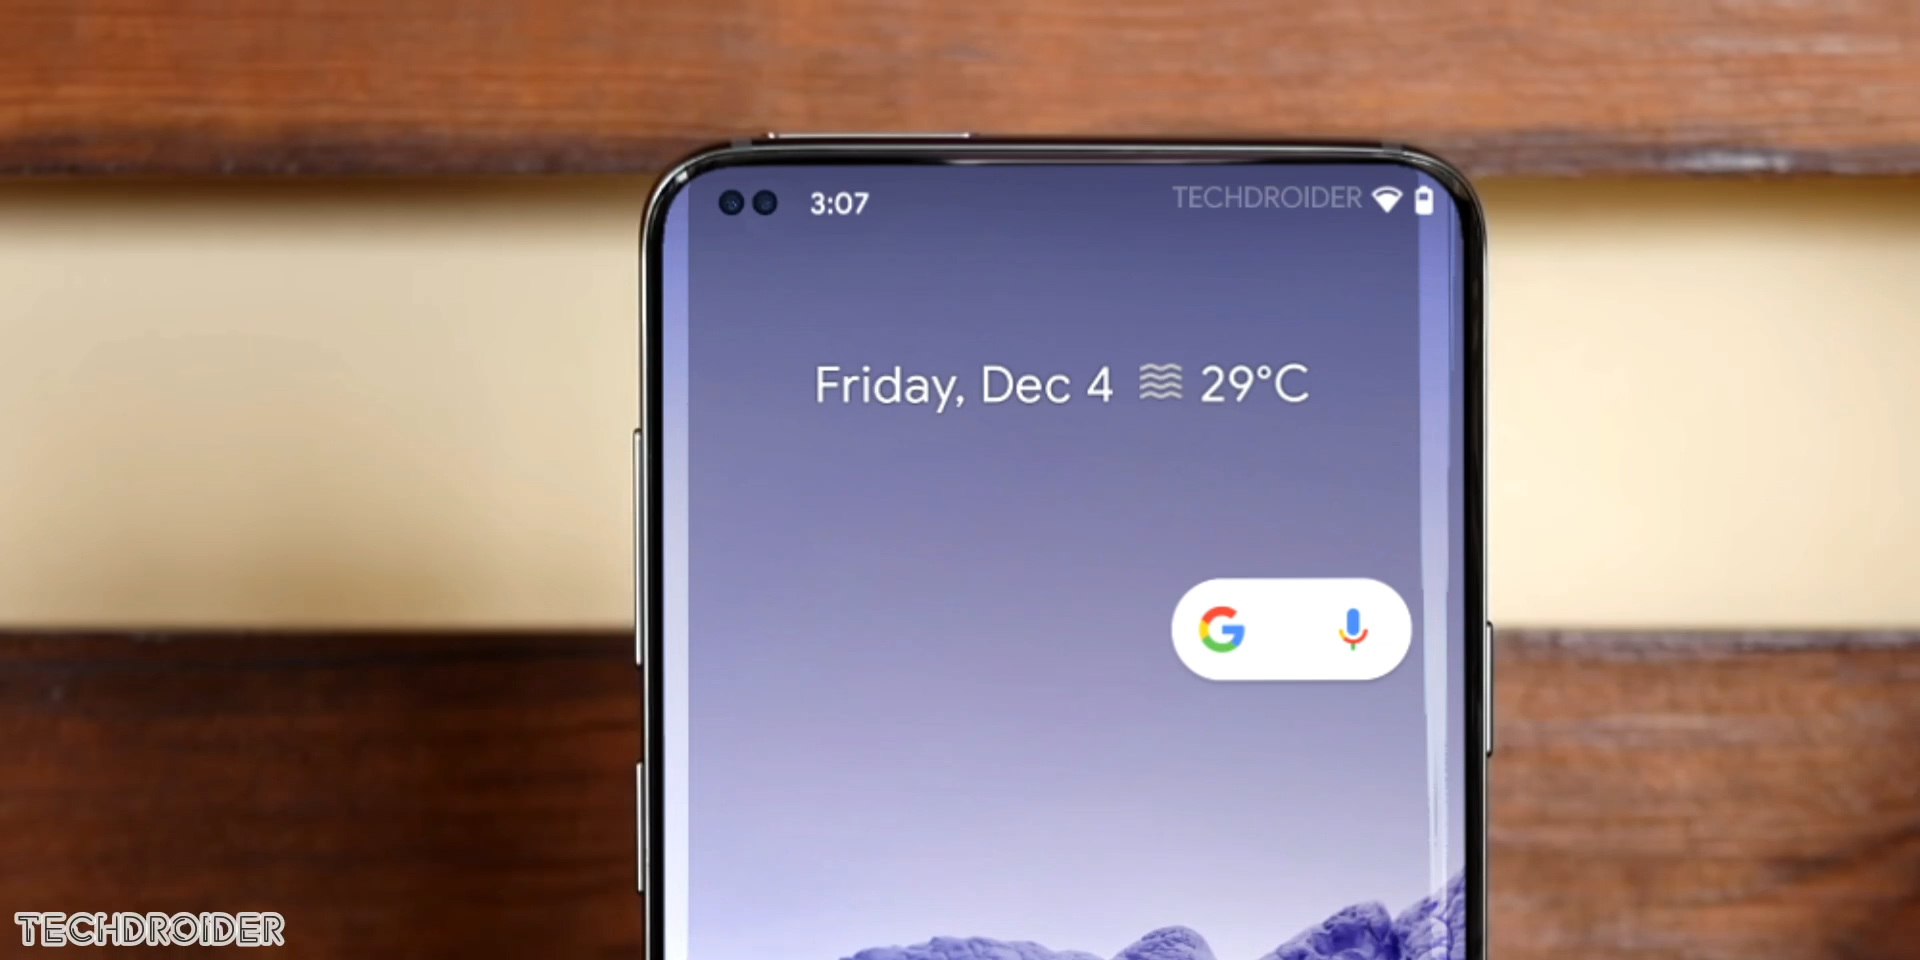 3:07
TECHDROIDER
Friday, Dec 4 29°C
G
TECHDROIDER